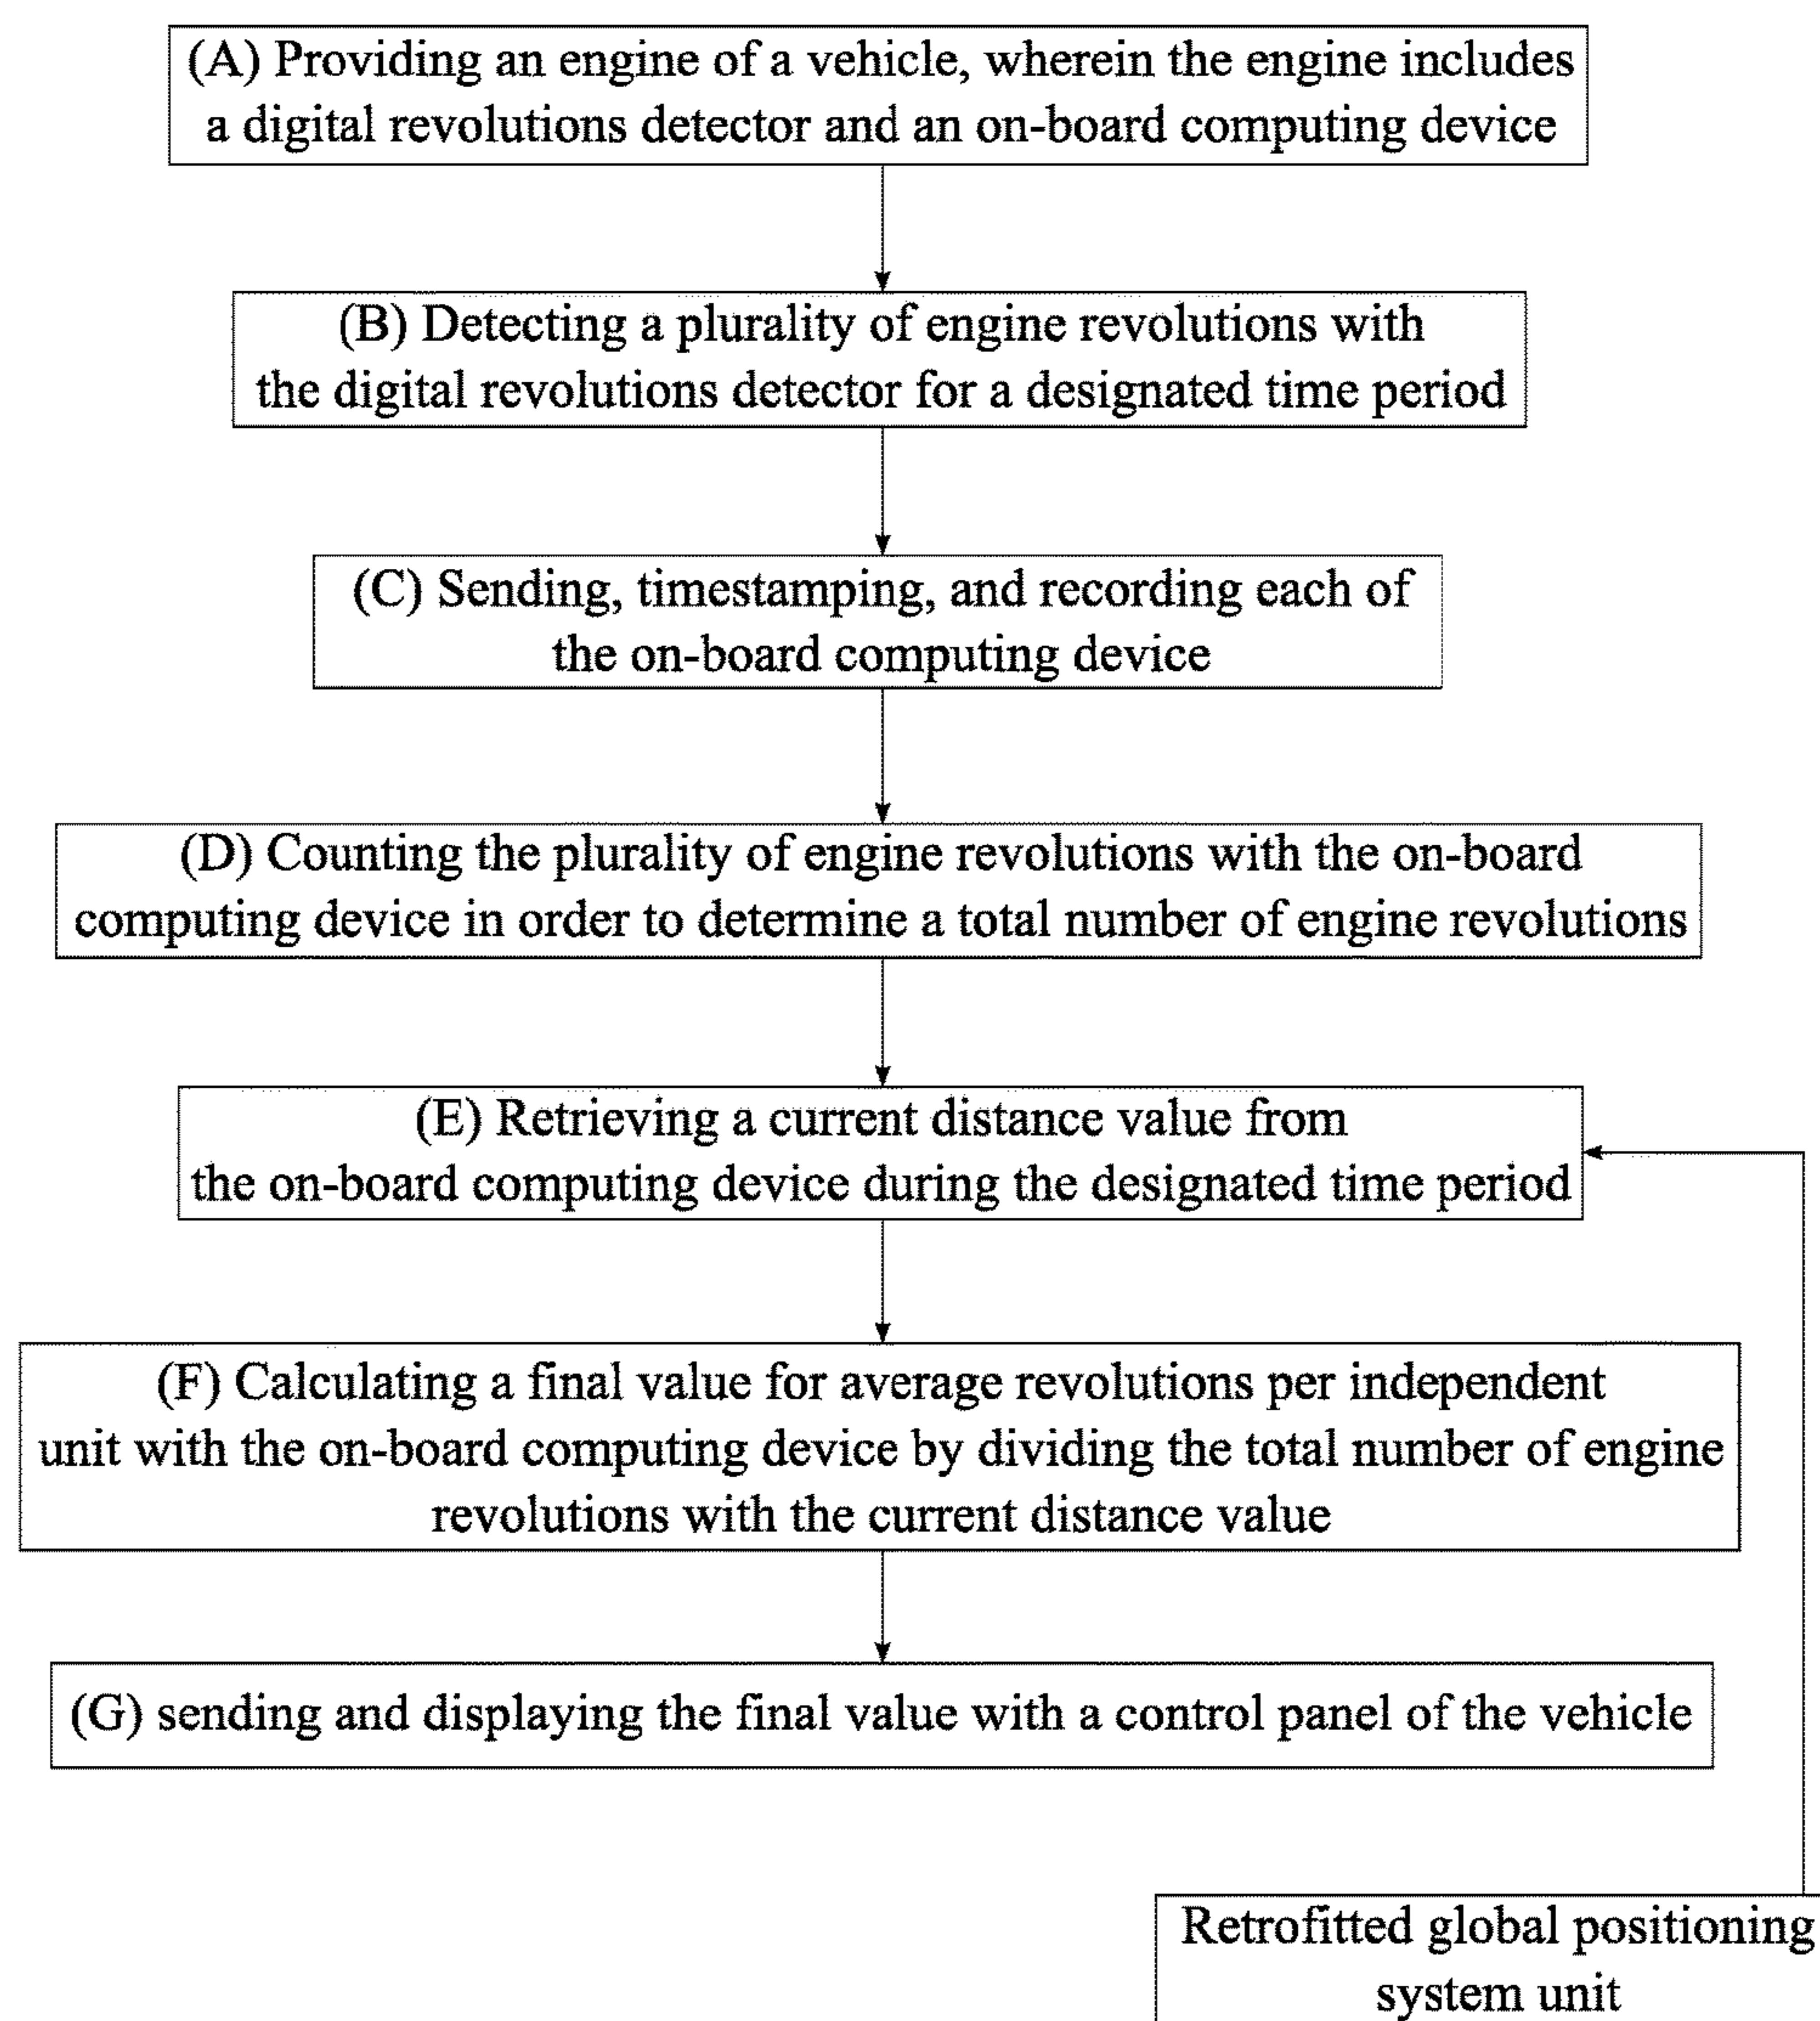 (A) Providing an engine of a vehicle, wherein the engine includes
a digital revolutions detector and an on-board computing device
(B) Detecting a plurality of engine revolutions with
the digital revolutions detector for a designated time period
(C) Sending, timestamping, and recording each of
the on-board computing device
(D) Counting the plurality of engine revolutions with the on-board
computing device in order to determine a total number of engine revolutions
(E) Retrieving a current distance value from
the on-board computing device during the designated time period
(F) Calculating a final value for average revolutions per independent
unit with the on-board computing device by dividing the total number of engine
revolutions with the current distance value
(G) sending and displaying the final value with a control panel of the vehicle
Retrofitted global positioning
system unit